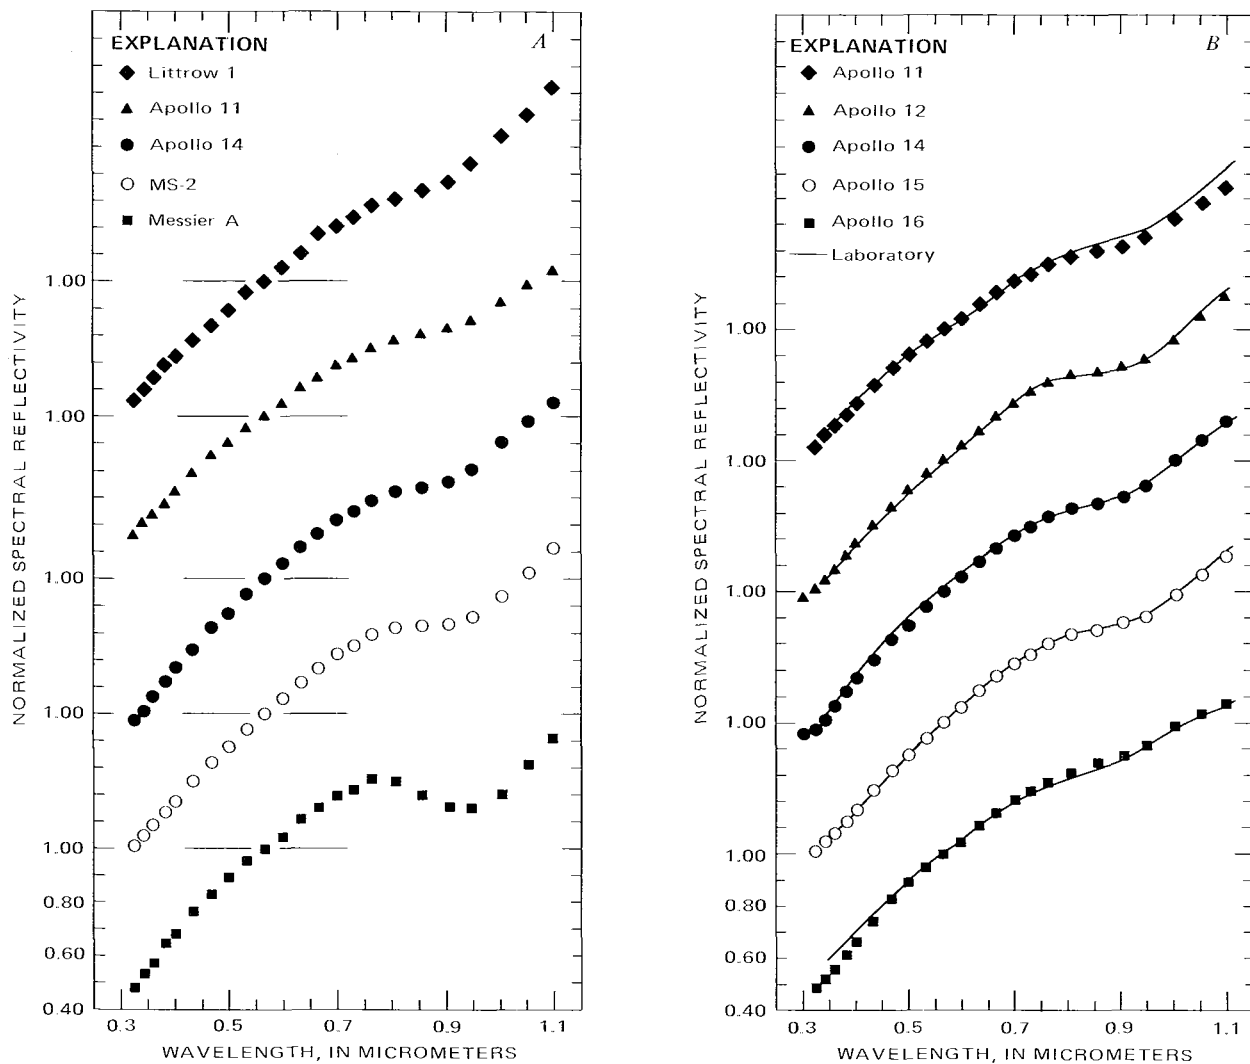 EXPLANATION
A
Littrow 1
Apollo 11
Apollo 14
MS-2
Messier A
1.00
1.00
1.00
1.00
1.00
0.80
0.60
0.40
0.3
0.5
0.7
0.9
1.1
NORMALIZED SPECTRAL REFLECTIVITY
WAVELENGTH, IN MICROMETERS
EXPLANATION
B
Apollo 11
Apollo 12
Apollo 14
Apollo 15
Apollo 16
Laboratory
1.00
1.00
1.00
1.00
1.00
0.80
0.60
0.40
0.3
0.5
0.7
0.9
1.1
NORMALIZED SPECTRAL REFLECTIVITY
WAVELENGTH, IN MICROMETERS